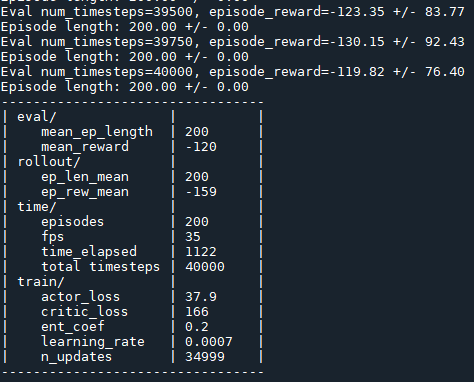 Eval num_timesteps=39500, episode_reward=-123.35 +/- 83.77
Episode length: 200.00 +/- 0.00
Eval num_timesteps=39750, episode_reward=-130.15 +/- 92.43
Episode length: 200.00 +/- 0.00
Eval num_timesteps=40000, episode_reward=-119.82 +/- 76.40
Episode length: 200.00 +/- 0.00
---------------------------------
| eval/              |          |
|    mean_ep_length  | 200      |
|    mean_reward     | -120     |
| rollout/           |          |
|    ep_len_mean     | 200      |
|    ep_rew_mean     | -159     |
| time/              |          |
|    episodes        | 200      |
|    fps             | 35       |
|    time_elapsed    | 1122     |
|    total timesteps | 40000    |
| train/             |          |
|    actor_loss      | 37.9     |
|    critic_loss     | 166      |
|    ent_coef        | 0.2      |
|    learning_rate   | 0.0007   |
|    n_updates       | 34999    |
---------------------------------